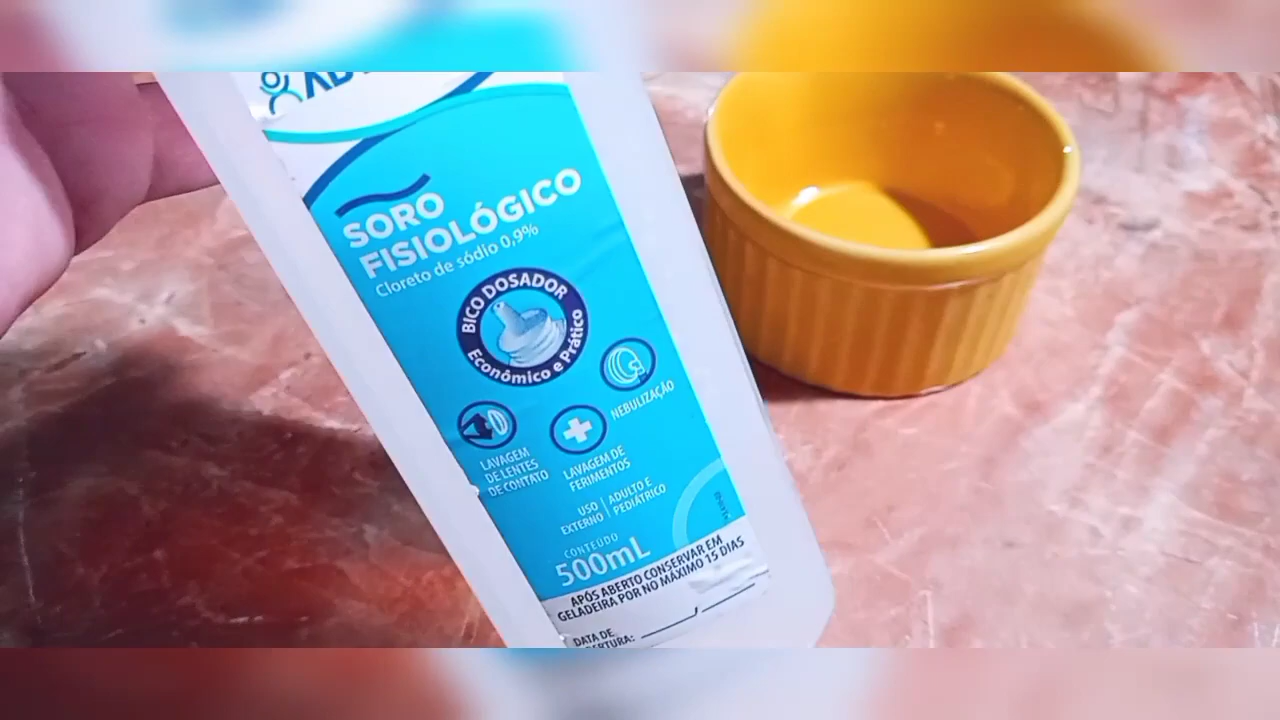 SORO
FISIOLÓGICO
Cloreto de sódio 0,9%
BICO DOSADOR
Econômico e Prático
NEBULIZAÇÃO
LAVAGEM
DE LENTES
DE CONTATO
LAVAGEM DE
FERIMENTOS
USO
EXTERNO
ADULTO E
PEDIÁTRICO
CONTEÚDO
500mL
APÓS ABERTO CONSERVAR EM
GELADEIRA POR NO MÁXIMO 15 DIAS
DATA DE